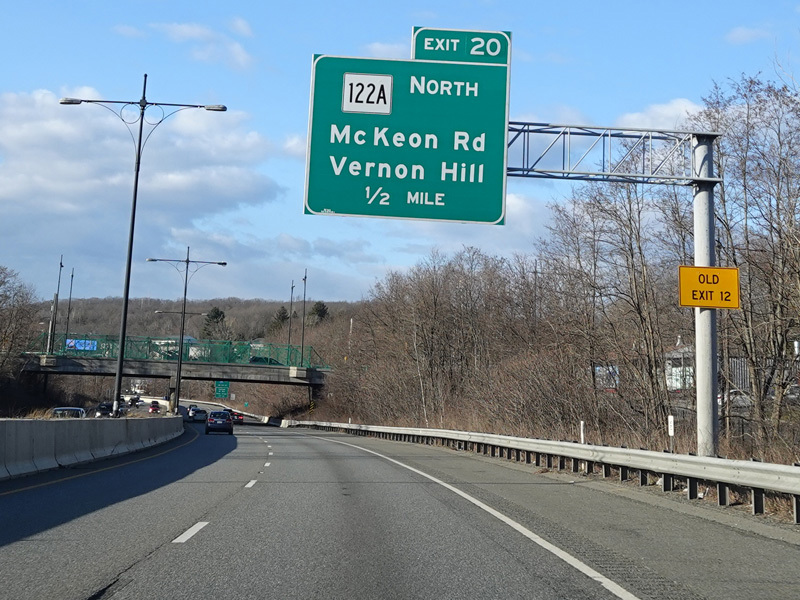 EXIT 20
122A NORTH
McKeon Rd
Vernon Hill
1/2 MILE
OLD
EXIT 12